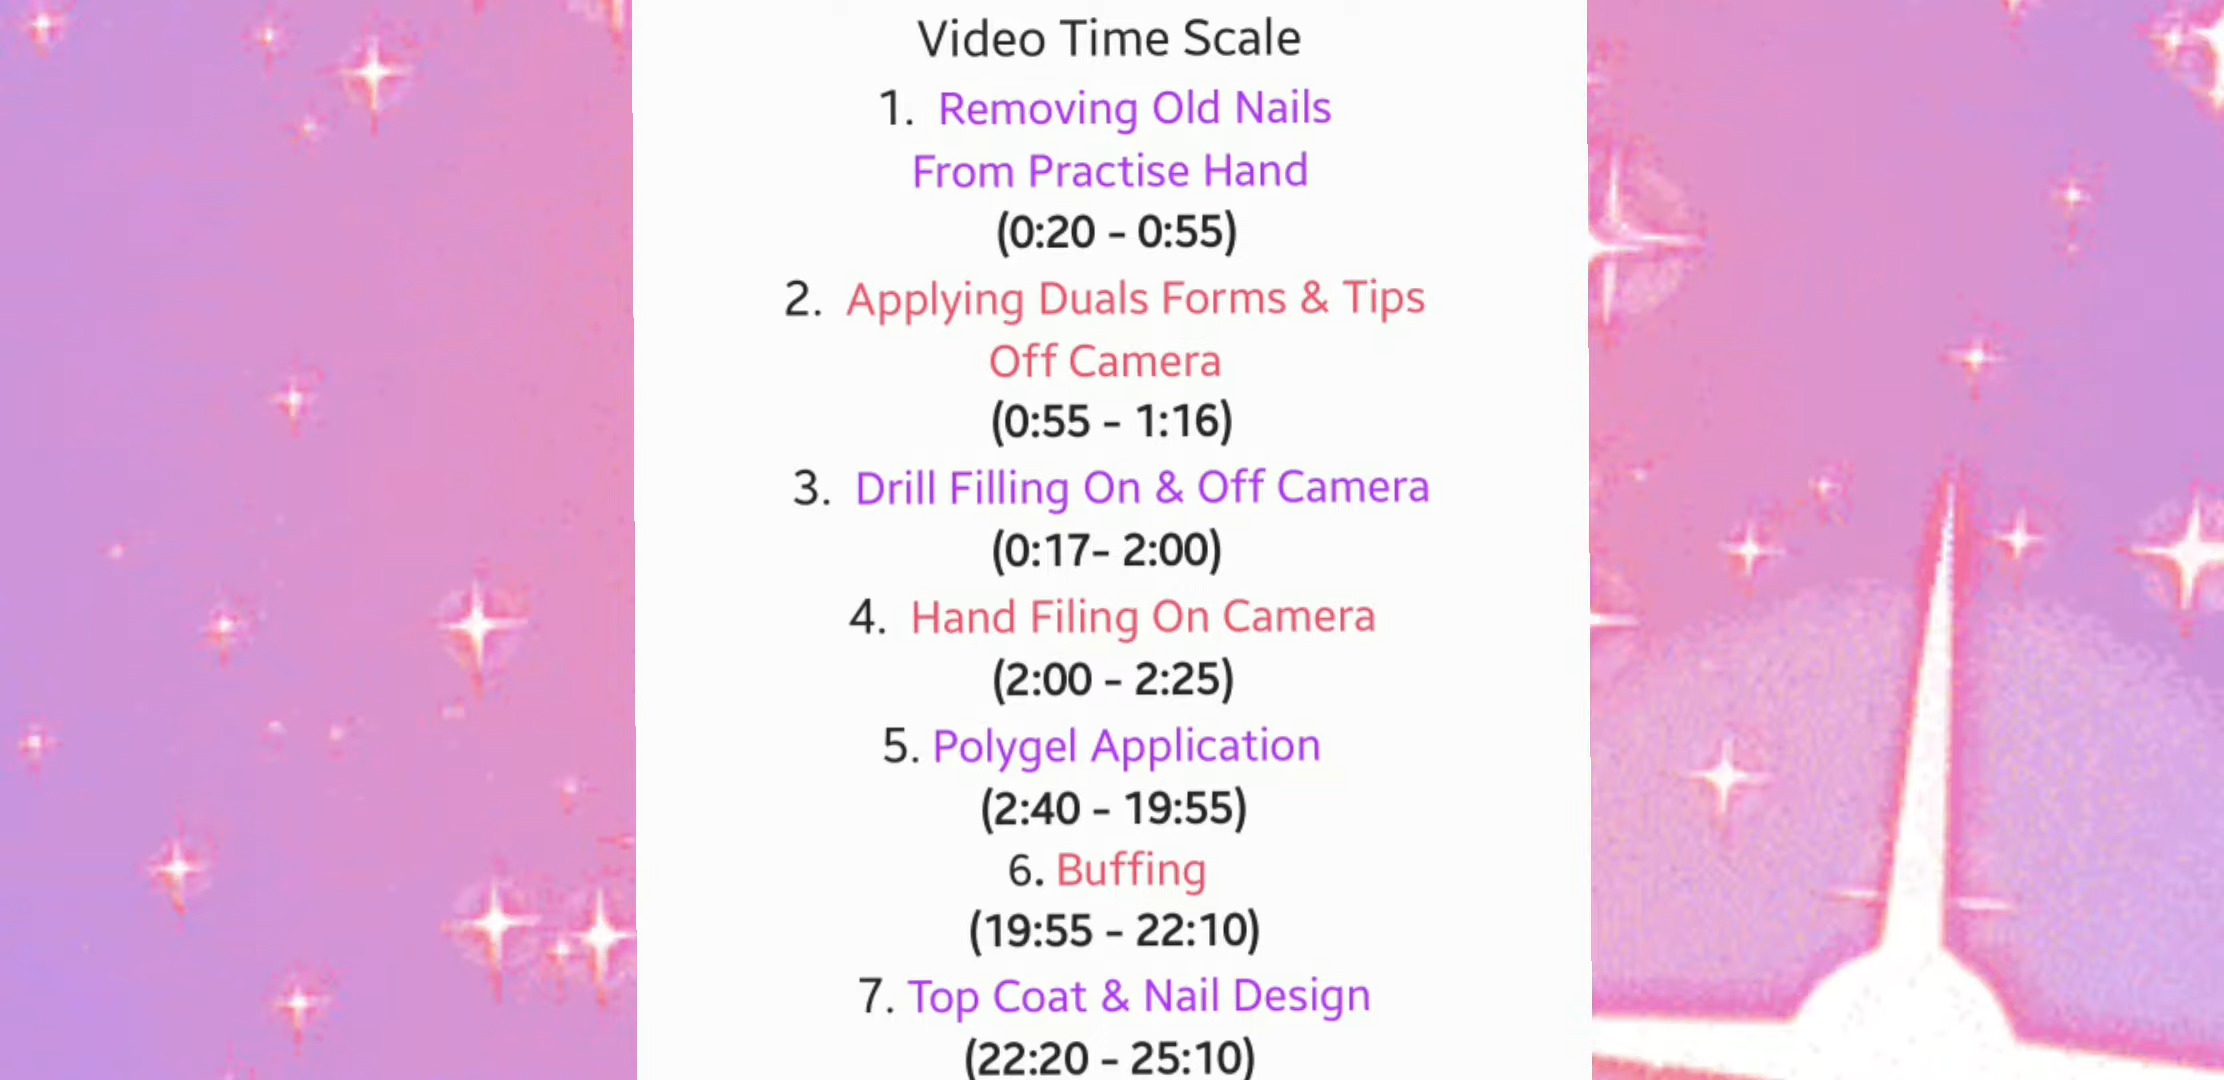 Video Time Scale
1. Removing Old Nails
From Practise Hand
(0:20 - 0:55)
2. Applying Duals Forms & Tips
Off Camera
(0:55 - 1:16)
3. Drill Filling On & Off Camera
(0:17- 2:00)
4. Hand Filing On Camera
(2:00 - 2:25)
5. Polygel Application
(2:40 - 19:55)
6. Buffing
(19:55 - 22:10)
7. Top Coat & Nail Design
(22:20 - 25:10)